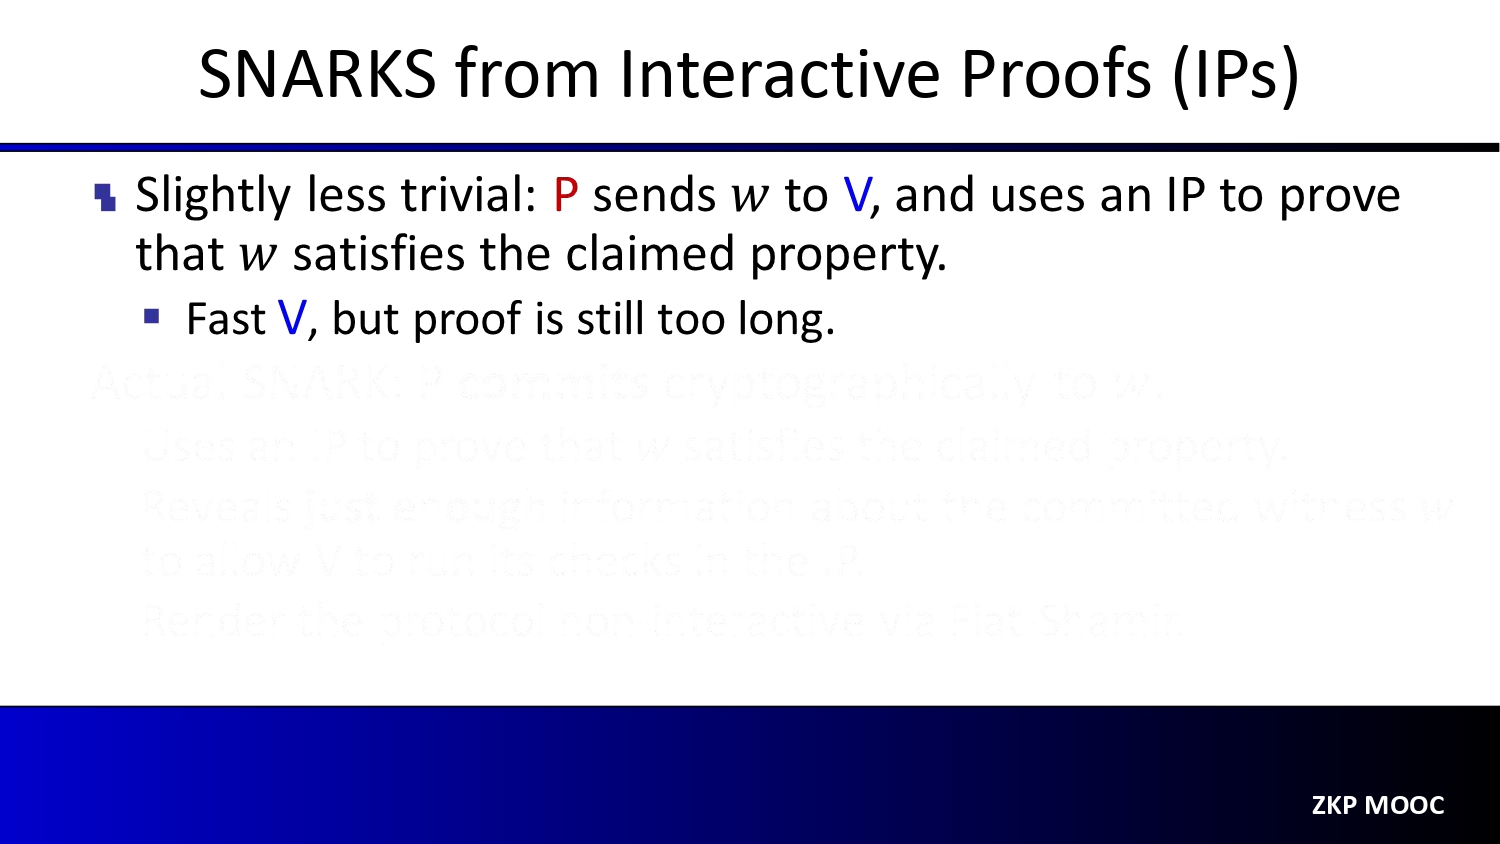 SNARKS from Interactive Proofs (IPs)
Slightly less trivial: P sends w to V, and uses an IP to prove
that w satisfies the claimed property.
Fast V, but proof is still too long.
Actual SNARK: P commits cryptographically to w.
Uses an IP to prove that w satisfies the claimed property.
Reveals just enough information about the committed witness w
to allow V to run its checks in the IP.
Render the protocol non-interactive via Fiat-Shamir.
ZKP MOOC